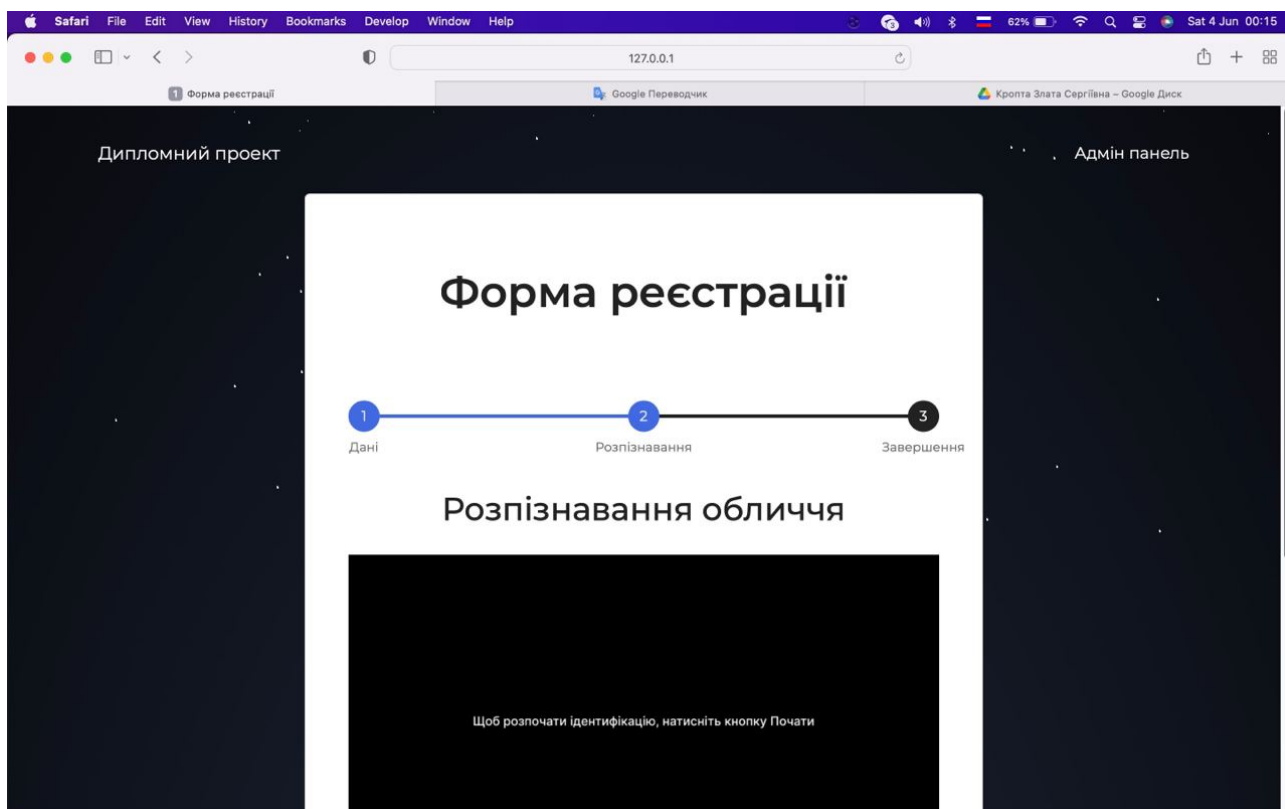 Safari File Edit View History Bookmarks Develop Window Help 3 62% Sat 4 Jun 00:15
127.0.0.1
1 Форма реєстрації Google Переводчик Кропта Злата Сергіївна – Google Диск
Дипломний проект Адмін панель
Форма реєстрації
1 2 3
Дані Розпізнавання Завершення
Розпізнавання обличчя
Щоб розпочати ідентифікацію, натисніть кнопку Почати